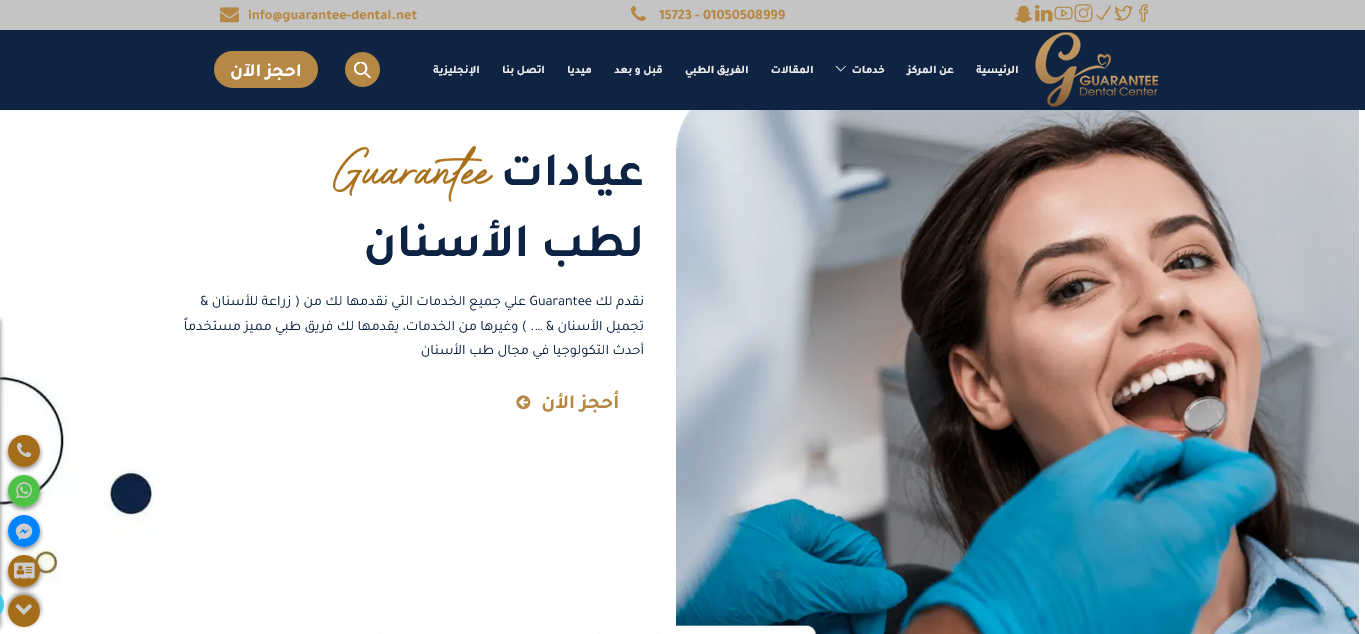 15723 - 01050508999
info@guarantee-dental.net
GUARANTEE
Dental Center
الرئيسية
عن المركز
خدمات
المقالات
الفريق الطبي
قبل و بعد
ميديا
اتصل بنا
الإنجليزية
احجز الآن
عيادات Guarantee
لطب الأسنان
نقدم لك Guarantee علي جميع الخدمات التي نقدمها لك من ( زراعة للأسنان &
تجميل الأسنان & .... ) وغيرها من الخدمات، يقدمها لك فريق طبي مميز مستخدماً
أحدث التكولوجيا في مجال طب الأسنان
أحجز الأن